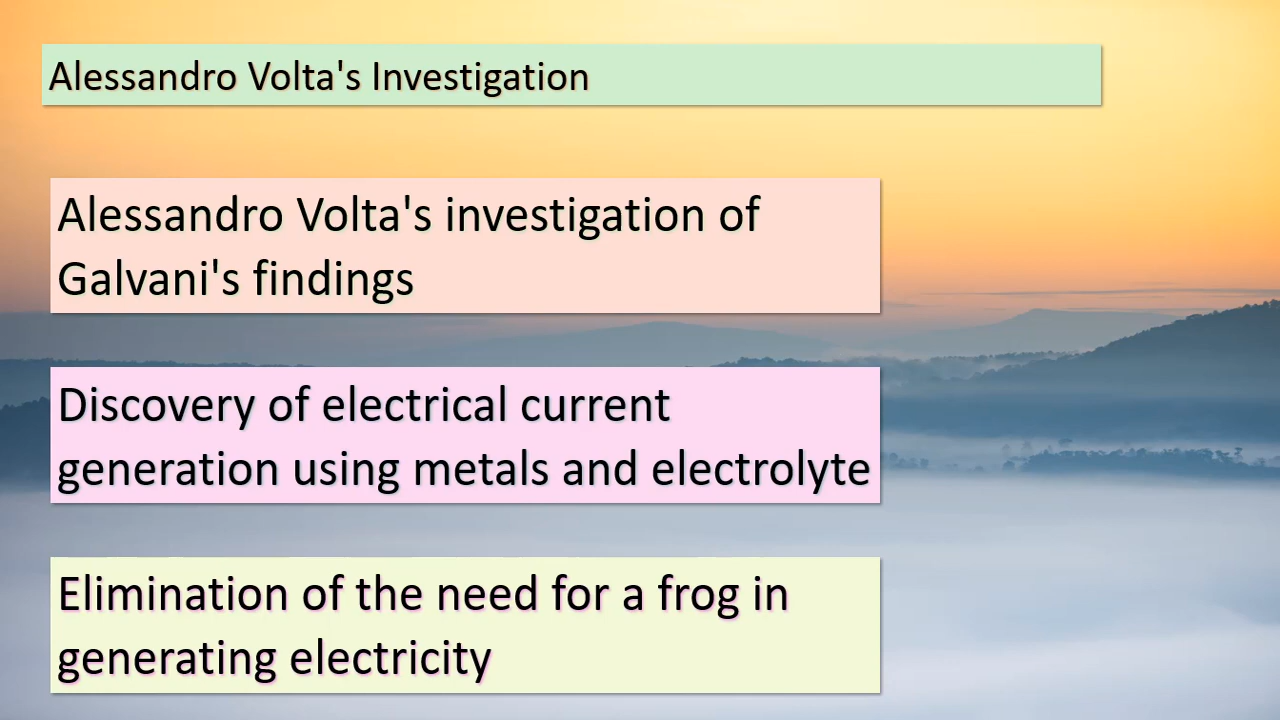 Alessandro Volta's Investigation
Alessandro Volta's investigation of
Galvani's findings
Discovery of electrical current
generation using metals and electrolyte
Elimination of the need for a frog in
generating electricity